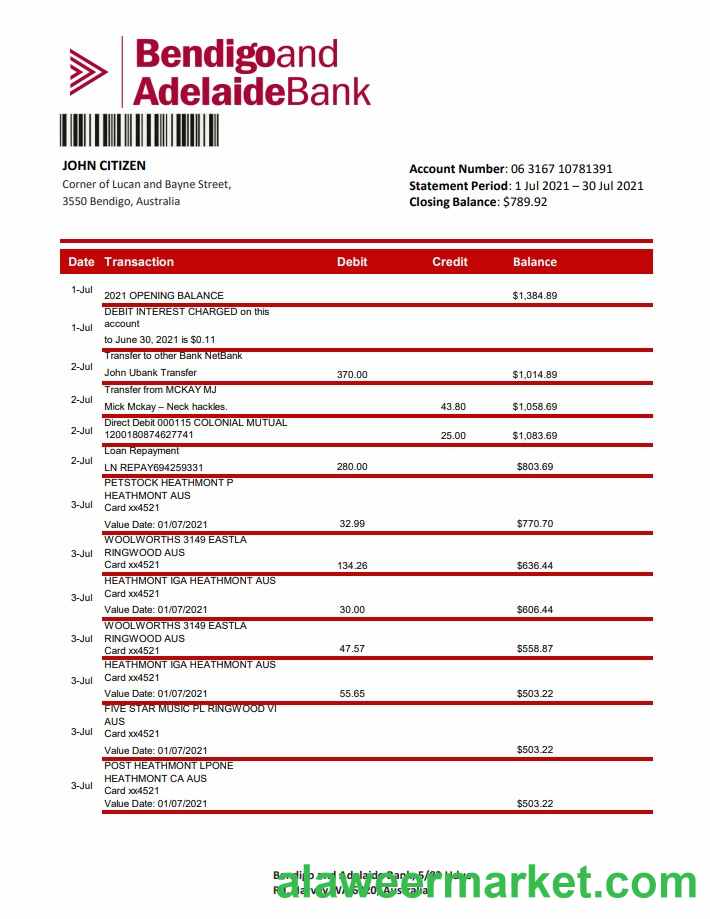 Bendigoand
AdelaideBank
JOHN CITIZEN
Corner of Lucan and Bayne Street,
3550 Bendigo, Australia
Account Number: 06 3167 10781391
Statement Period: 1 Jul 2021 – 30 Jul 2021
Closing Balance: $789.92
Date Transaction Debit Credit Balance
1-Jul
2021 OPENING BALANCE $1,384.89
DEBIT INTEREST CHARGED on this
account
1-Jul
to June 30, 2021 is $0.11
Transfer to other Bank NetBank
2-Jul
John Ubank Transfer 370.00 $1,014.89
Transfer from MCKAY MJ
2-Jul
Mick Mckay – Neck hackles. 43.80 $1,058.69
Direct Debit 000115 COLONIAL MUTUAL
2-Jul
1200180874627741 25.00 $1,083.69
Loan Repayment
2-Jul
LN REPAY694259331 280.00 $803.69
PETSTOCK HEATHMONT P
HEATHMONT AUS
3-Jul
Card xx4521
Value Date: 01/07/2021 32.99 $770.70
WOOLWORTHS 3149 EASTLA
3-Jul
RINGWOOD AUS
Card xx4521 134.26 $636.44
HEATHMONT IGA HEATHMONT AUS
3-Jul
Card xx4521
Value Date: 01/07/2021 30.00 $606.44
WOOLWORTHS 3149 EASTLA
3-Jul
RINGWOOD AUS
Card xx4521 47.57 $558.87
HEATHMONT IGA HEATHMONT AUS
3-Jul
Card xx4521
Value Date: 01/07/2021 55.65 $503.22
FIVE STAR MUSIC PL RINGWOOD VI
AUS
3-Jul
Card xx4521
Value Date: 01/07/2021 $503.22
POST HEATHMONT LPONE
HEATHMONT CA AUS
3-Jul
Card xx4521
Value Date: 01/07/2021 $503.22
Bendigo and Adelaide Bank,
Australia
alaweermarket.com